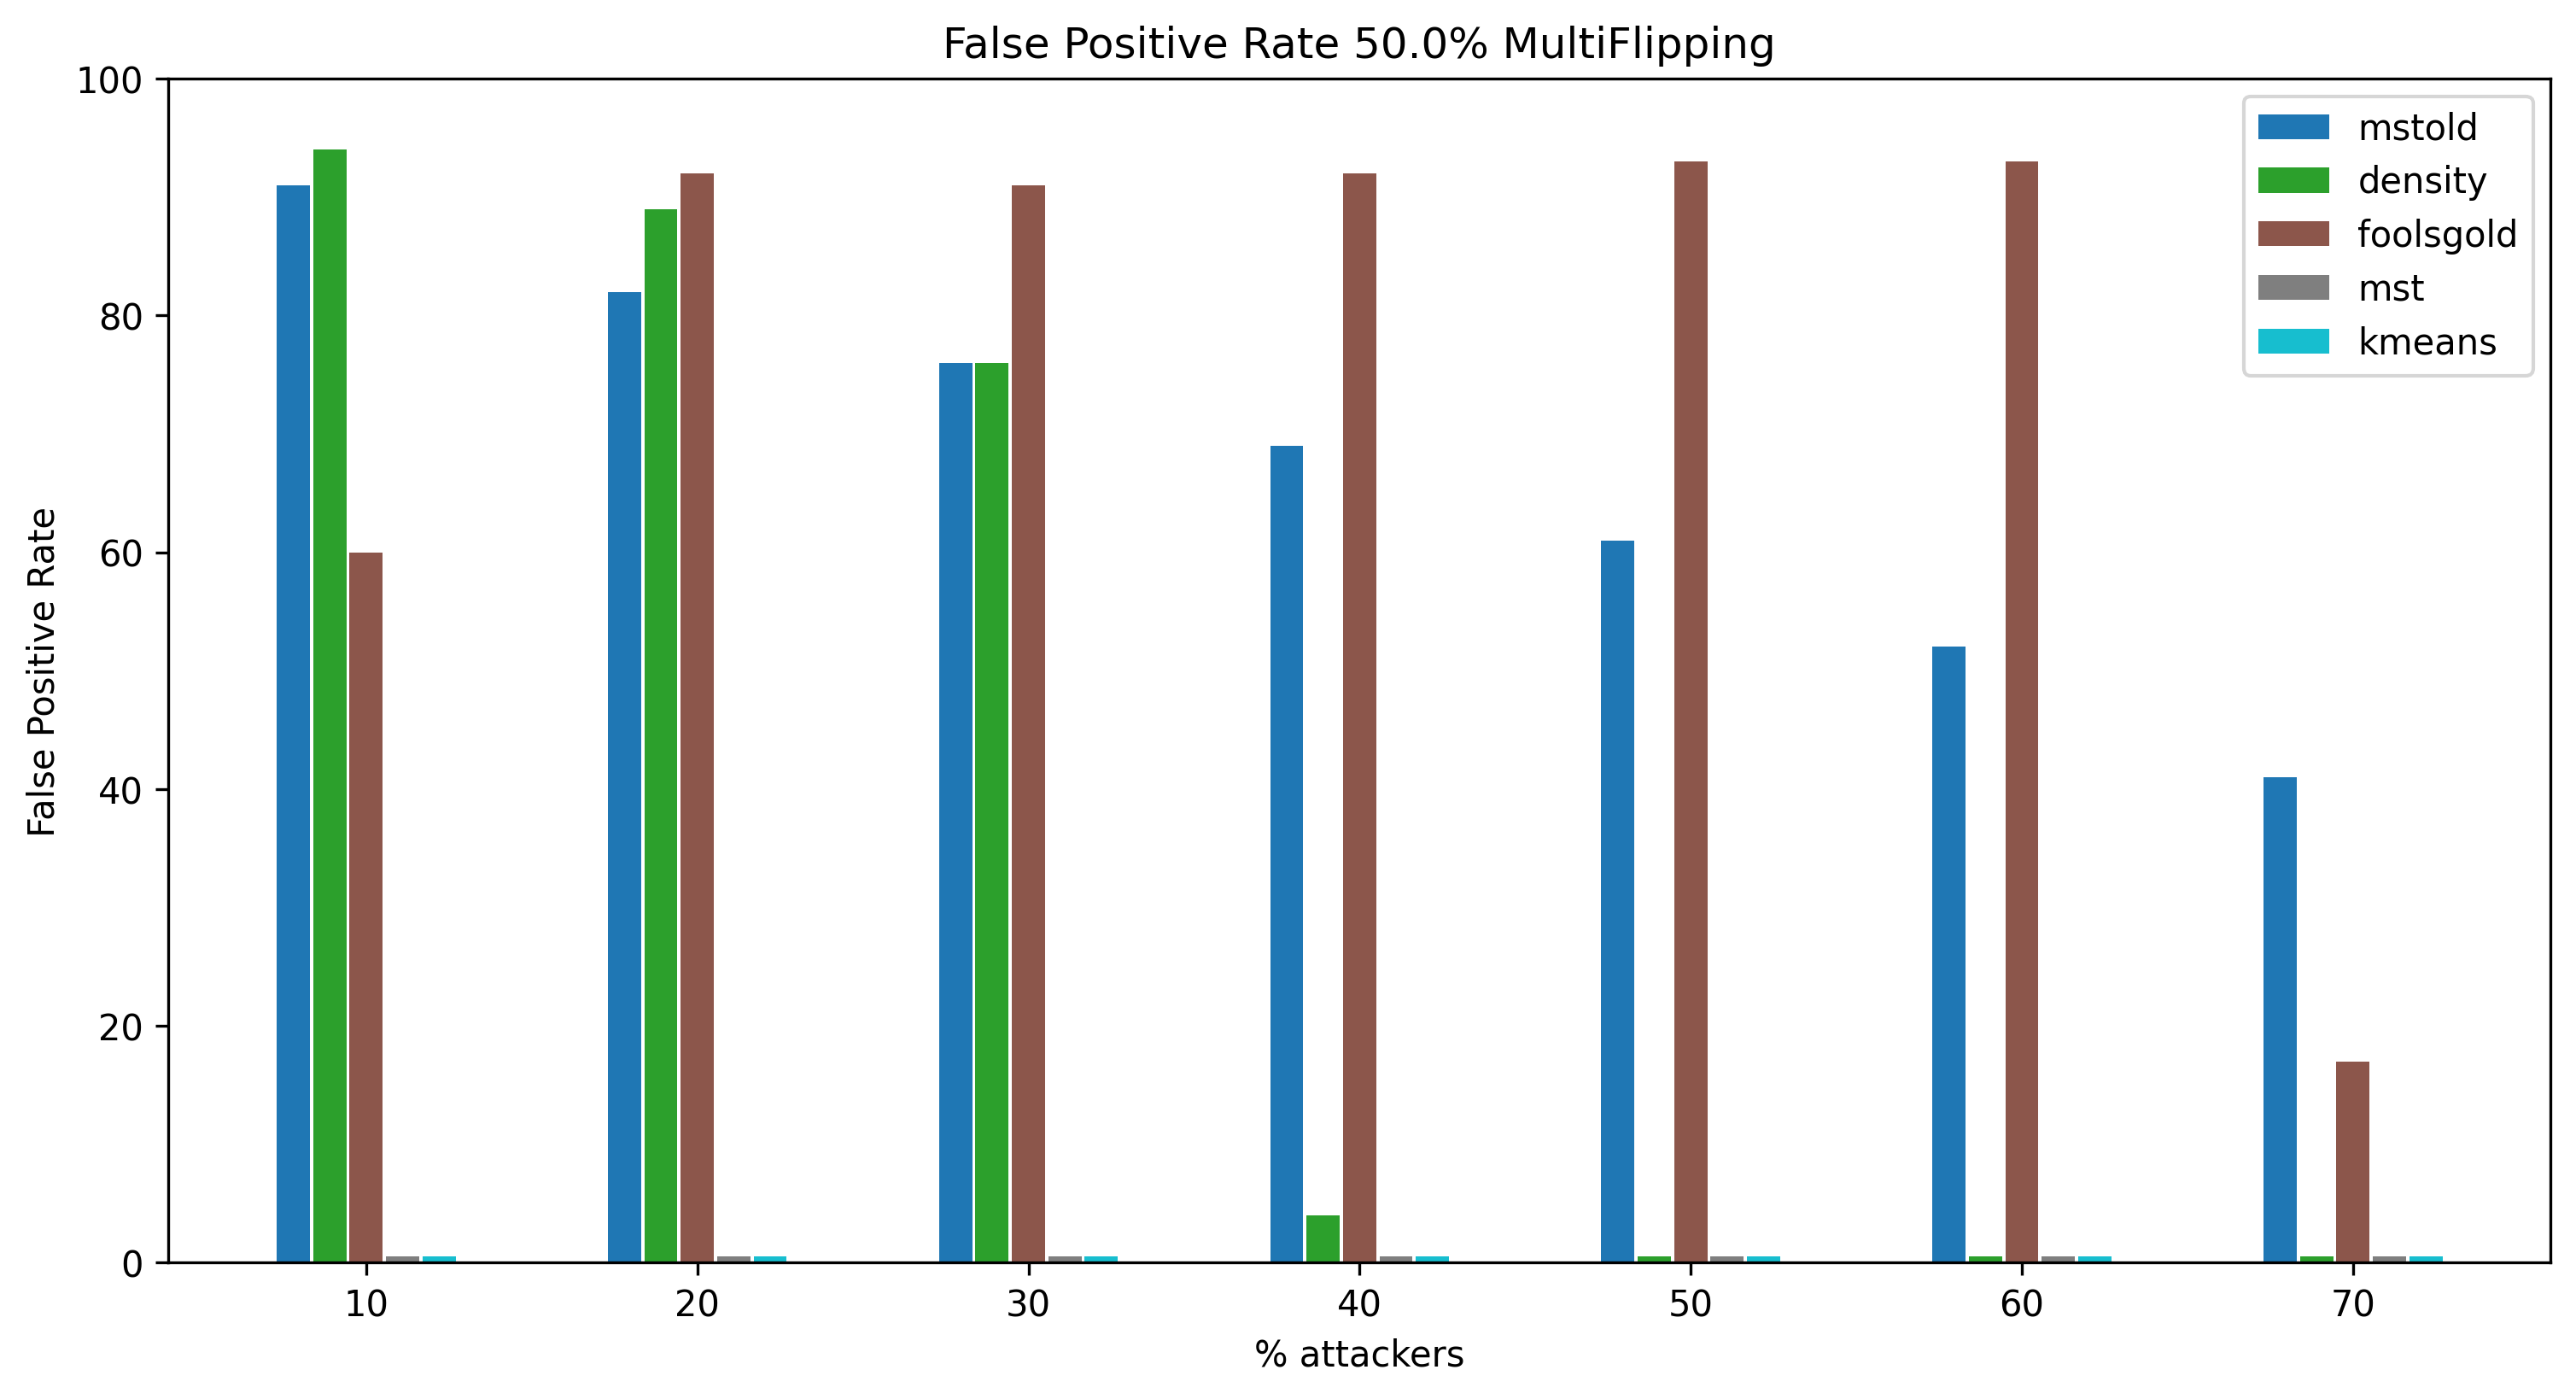 False Positive Rate 50.0% MultiFlipping
100
80
60
40
20
0
False Positive Rate
mstold
density
foolsgold
mst
kmeans
10 20 30 40 50 60 70
% attackers